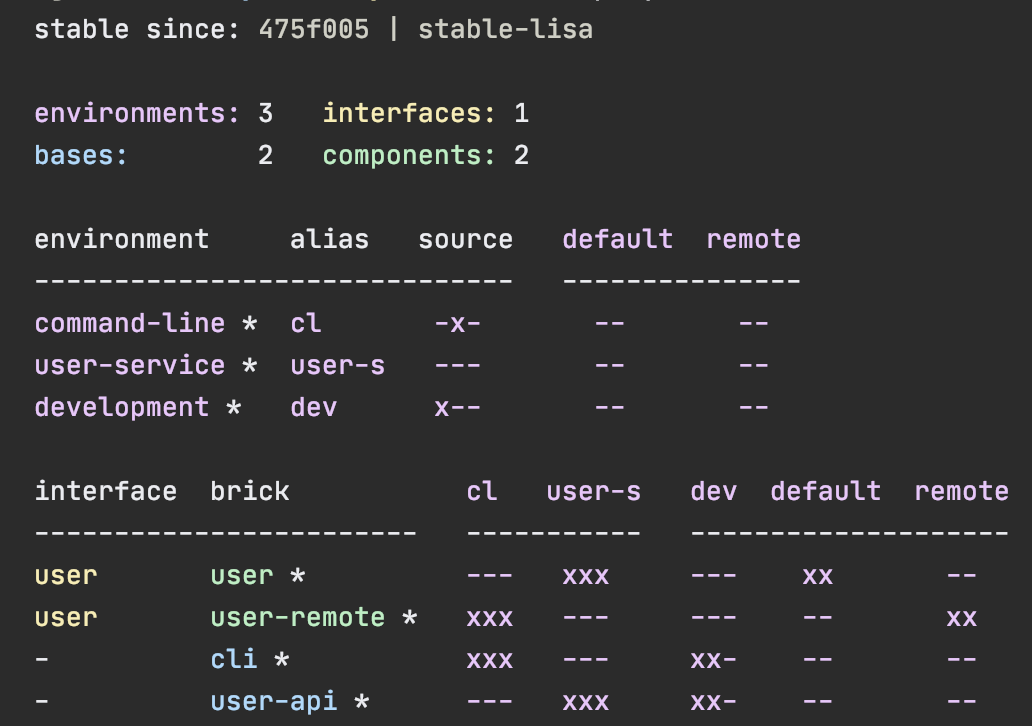 stable since: 475f005 | stable-lisa
environments: 3   interfaces: 1
bases:        2   components: 2
environment     alias   source   default  remote
------------------------------   ---------------
command-line *  cl       -x-       --       --
user-service *  user-s   ---       --       --
development *   dev      x--       --       --
interface  brick           cl   user-s   dev  default  remote
------------------------   -----------   --------------------
user       user *          ---   xxx     ---    xx       --
user       user-remote *   xxx   ---     ---    --       xx
-          cli *           xxx   ---     xx-    --       --
-          user-api *      ---   xxx     xx-    --       --